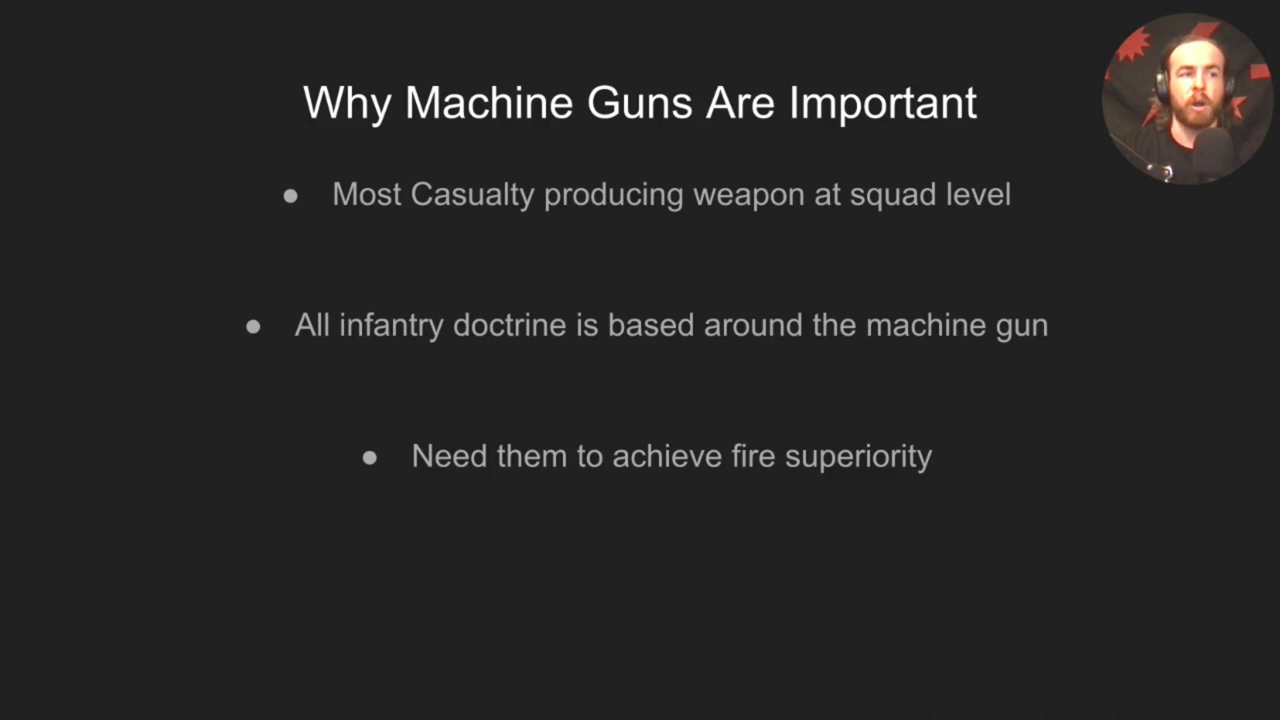 Why Machine Guns Are Important
● Most Casualty producing weapon at squad level
● All infantry doctrine is based around the machine gun
● Need them to achieve fire superiority